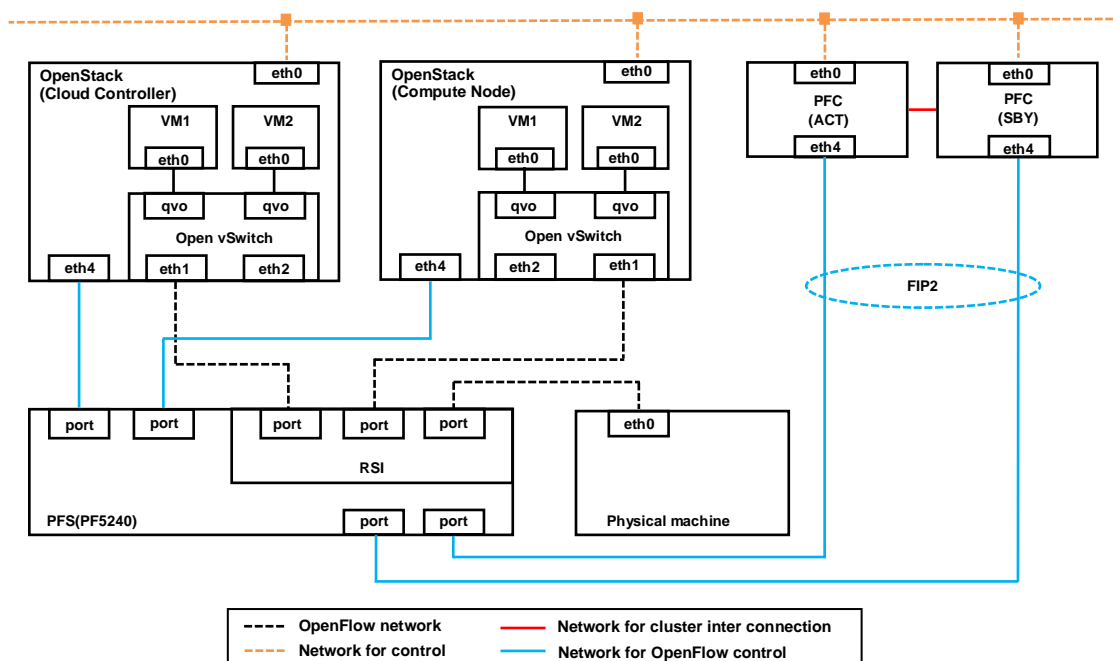 OpenStack
(Cloud Controller)
eth0
VM1
VM2
eth0
eth0
qvo
qvo
Open vSwitch
eth4
eth1
eth2
OpenStack
(Compute Node)
eth0
VM1
VM2
eth0
eth0
qvo
qvo
Open vSwitch
eth4
eth2
eth1
eth0
PFC
(ACT)
eth4
eth0
PFC
(SBY)
eth4
FIP2
port
port
port
port
port
RSI
PFS(PF5240)
port
port
eth0
Physical machine
OpenFlow network
Network for cluster inter connection
Network for control
Network for OpenFlow control